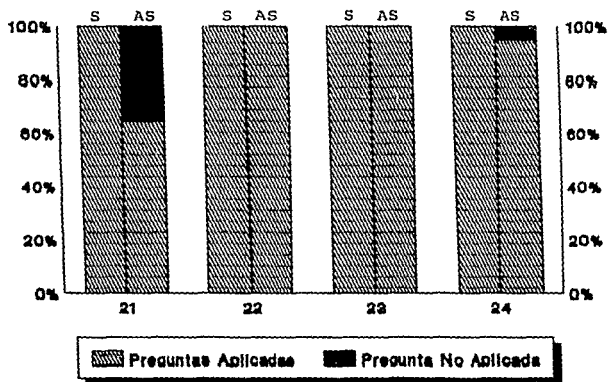 S AS S AS S AS S AS
100% 100%
80% 80%
60% 60%
40% 40%
20% 20%
0% 0%
21 22 23 24
Preguntas Aplicadas Pregunta No Aplicada